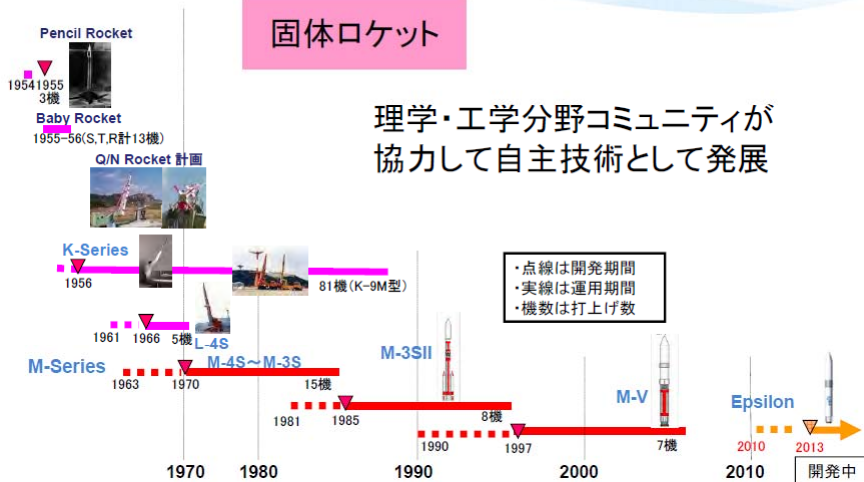 固体ロケット
Pencil Rocket
1954 1955
3機
Baby Rocket
1955-56(S,T,R計13機)
理学・工学分野コミュニティが
協力して自主技術として発展
Q/N Rocket 計画
K-Series
1956
81機(K-9M型)
・点線は開発期間
・実線は運用期間
・機数は打上げ数
1961
1966
5機
L-4S
M-Series
M-4S～M-3S
1963
1970
15機
M-3SII
1981
1985
8機
M-V
1990
1997
7機
Epsilon
2010
2013
1970
1980
1990
2000
2010
開発中